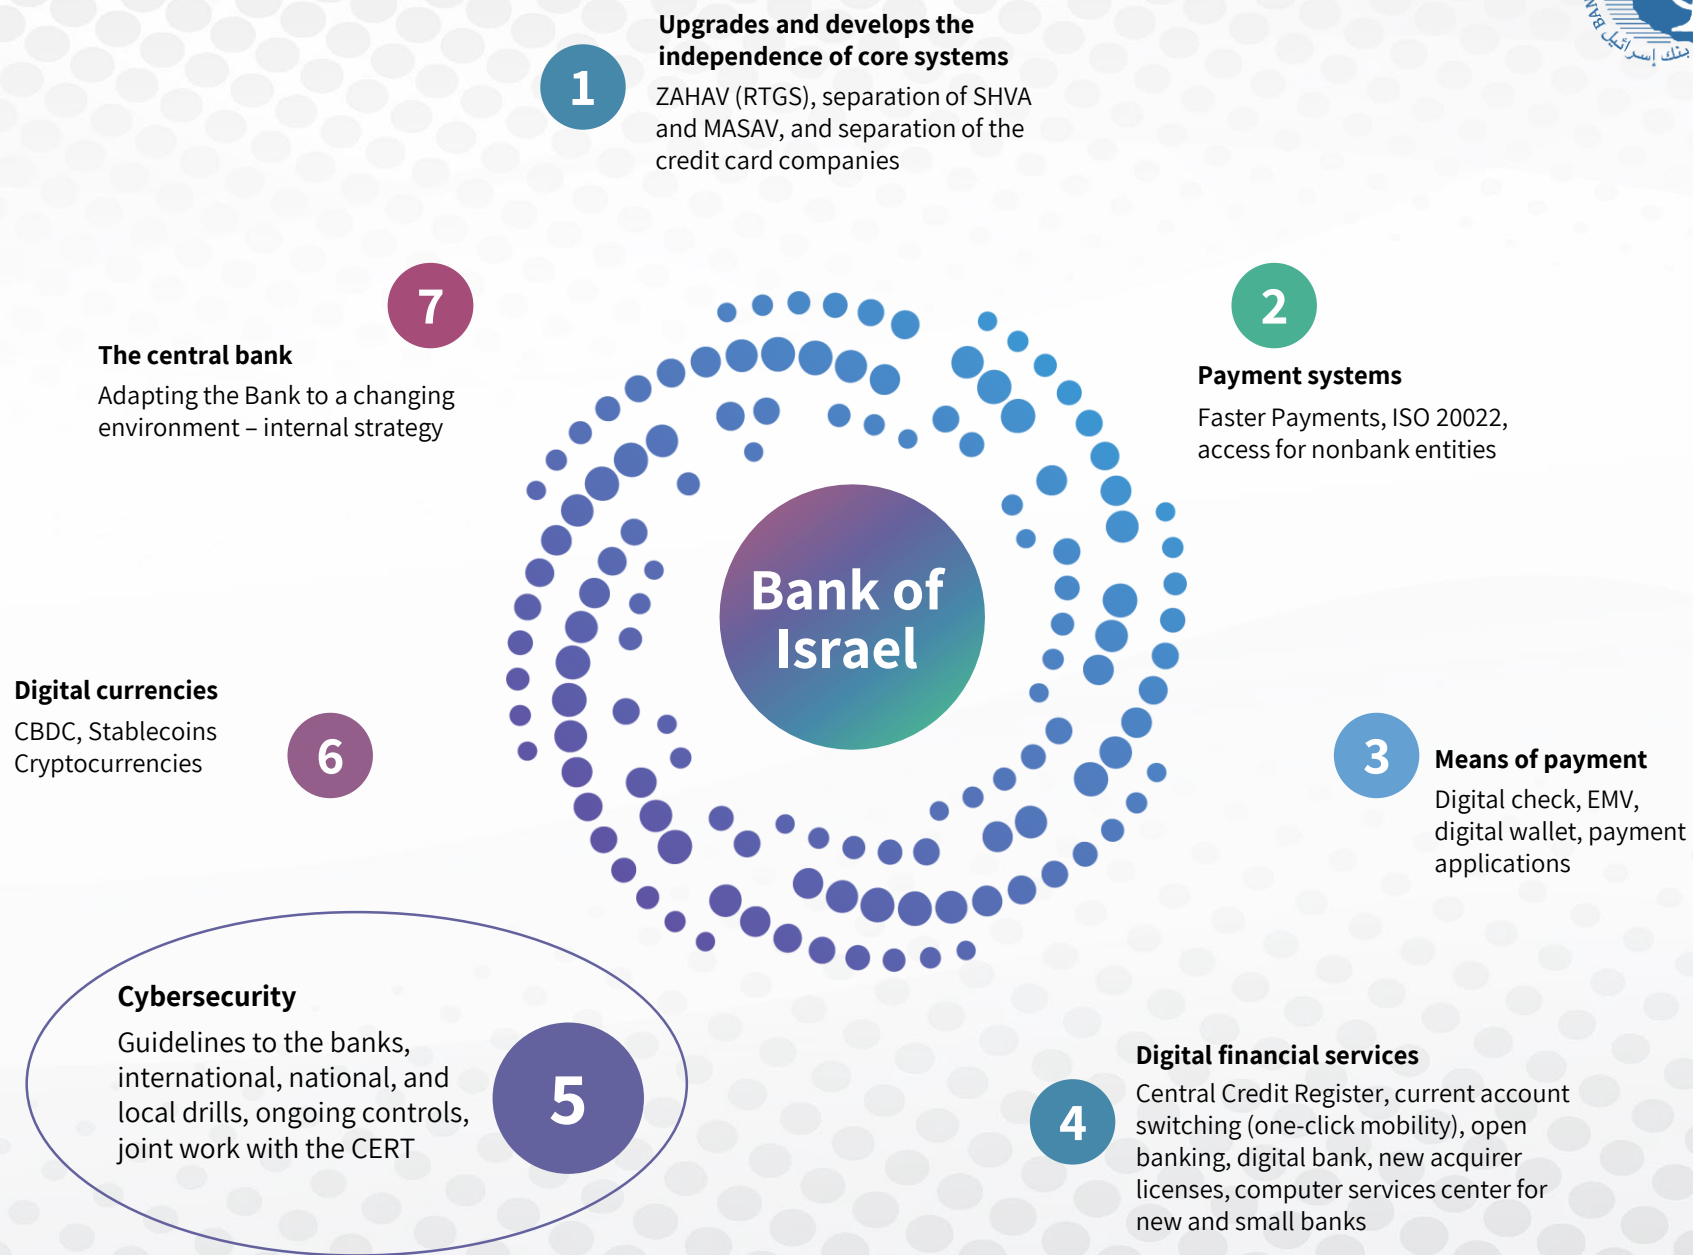 بنك إسرائيل
BAN
1
Upgrades and develops the
independence of core systems
ZAHAV (RTGS), separation of SHVA
and MASAV, and separation of the
credit card companies
7
The central bank
Adapting the Bank to a changing
environment – internal strategy
2
Payment systems
Faster Payments, ISO 20022,
access for nonbank entities
Bank of
Israel
Digital currencies
CBDC, Stablecoins
Cryptocurrencies
6
3
Means of payment
Digital check, EMV,
digital wallet, payment
applications
Cybersecurity
Guidelines to the banks,
international, national, and
local drills, ongoing controls,
joint work with the CERT
5
4
Digital financial services
Central Credit Register, current account
switching (one-click mobility), open
banking, digital bank, new acquirer
licenses, computer services center for
new and small banks